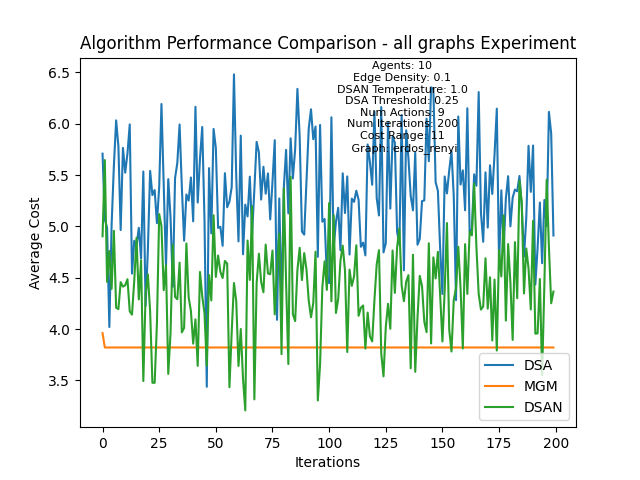 Algorithm Performance Comparison - all graphs Experiment
Agents: 10
Edge Density: 0.1
DSAN Temperature: 1.0
DSA Threshold: 0.25
Num Actions: 9
Num Iterations: 200
Cost Range: 11
Graph: erdos_renyi
Average Cost
6.5
6.0
5.5
5.0
4.5
4.0
3.5
0
25
50
75
100
125
150
175
200
Iterations
DSA
MGM
DSAN